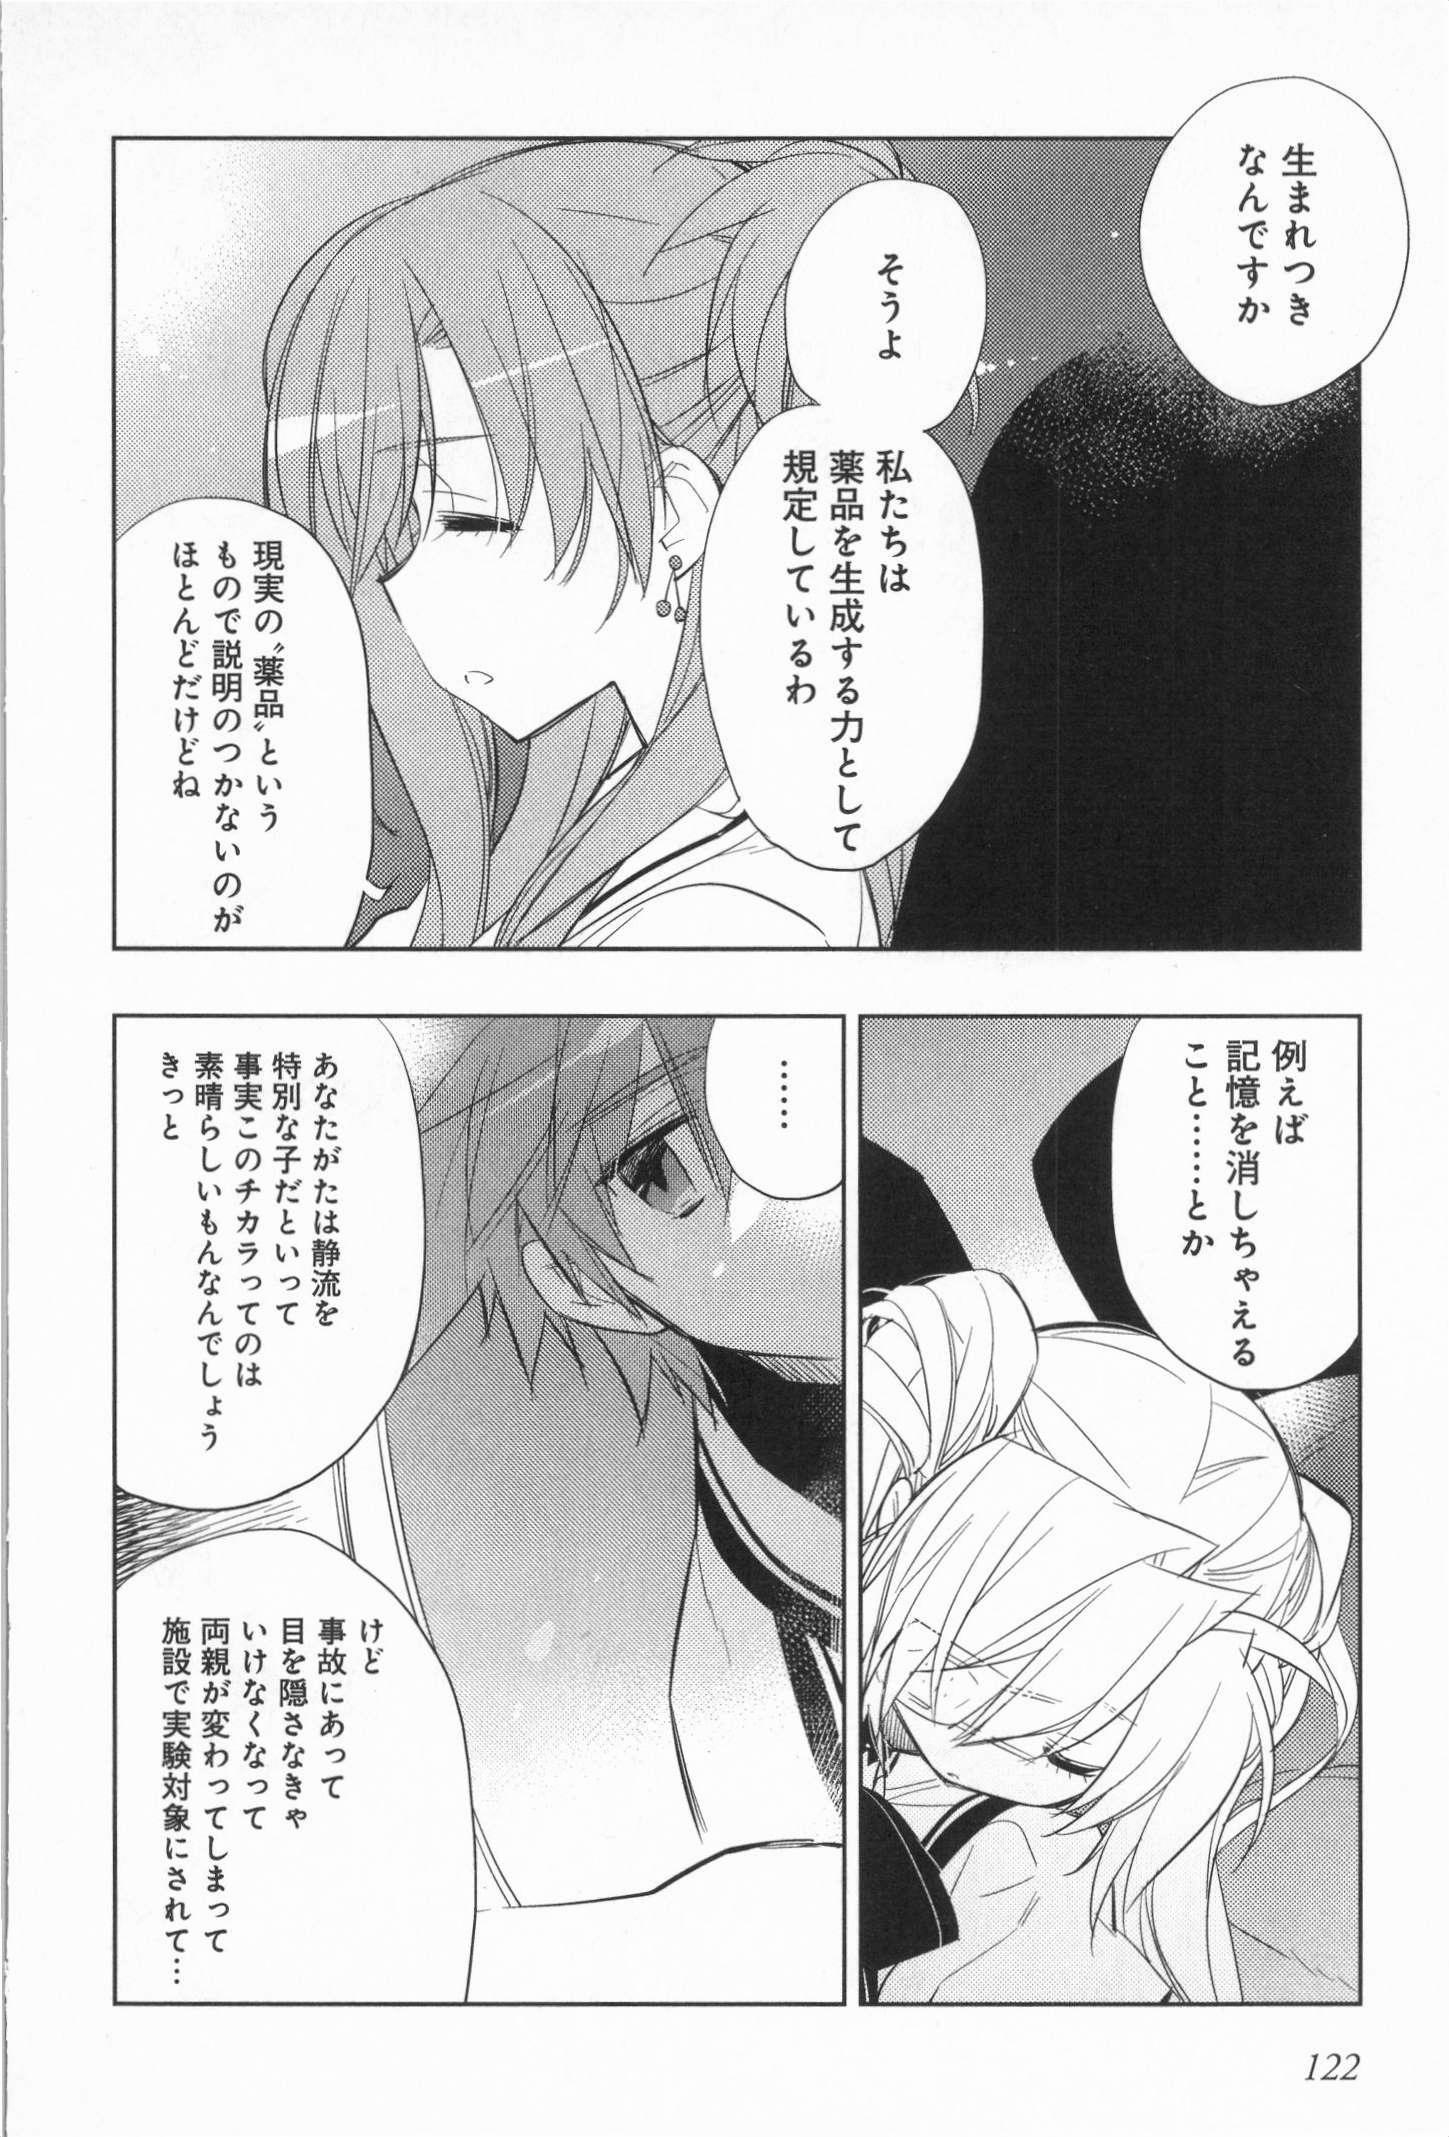 生まれつき
なんですか
そうよ
私たちは
薬品を生成する力として
規定しているわ
現実の〝薬品〟という
もので説明のつかないのが
ほとんどだけどね
例えば
記憶を消しちゃえる
こと……とか
……
あなたがたは静流を
特別な子だといって
事実このチカラってのは
素晴らしいもんなんでしょう
きっと
けど
事故にあって
目を隠さなきゃ
いけなくなって
両親が変わってしまって
施設で実験対象にされて…
122